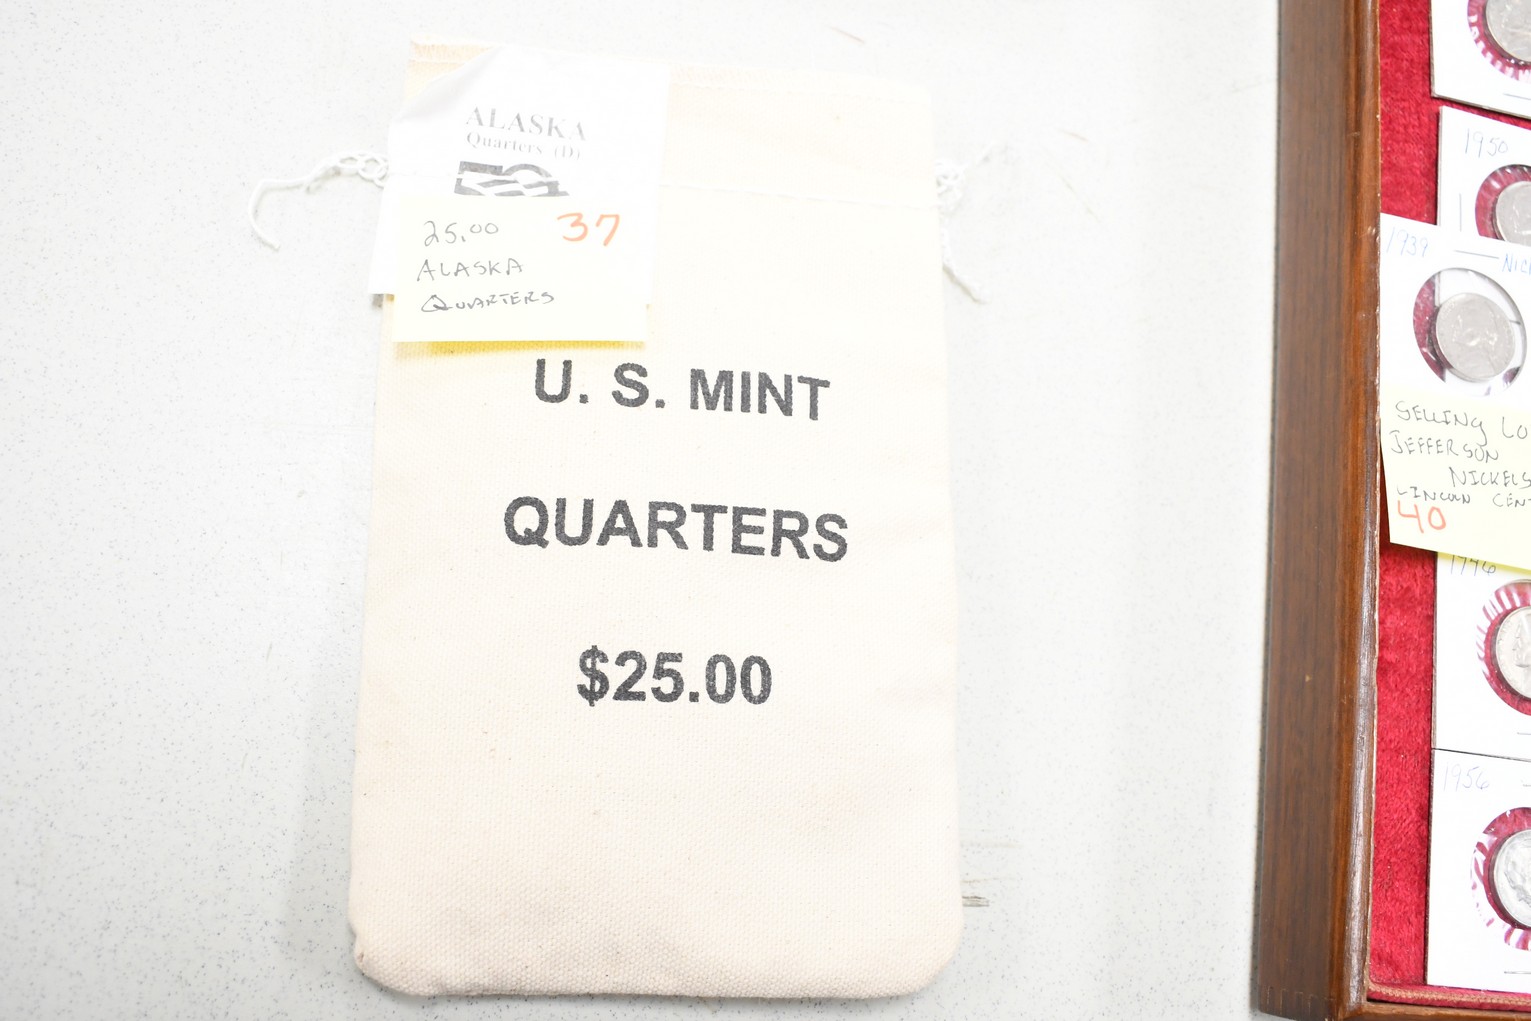 ALASKA
Quarters (D)
25.00 37
ALASKA
QUARTERS
U. S. MINT
QUARTERS
$25.00
1950
1939
SELLING
JEFFERSON
NICKELS
LINCOLN
40
1956